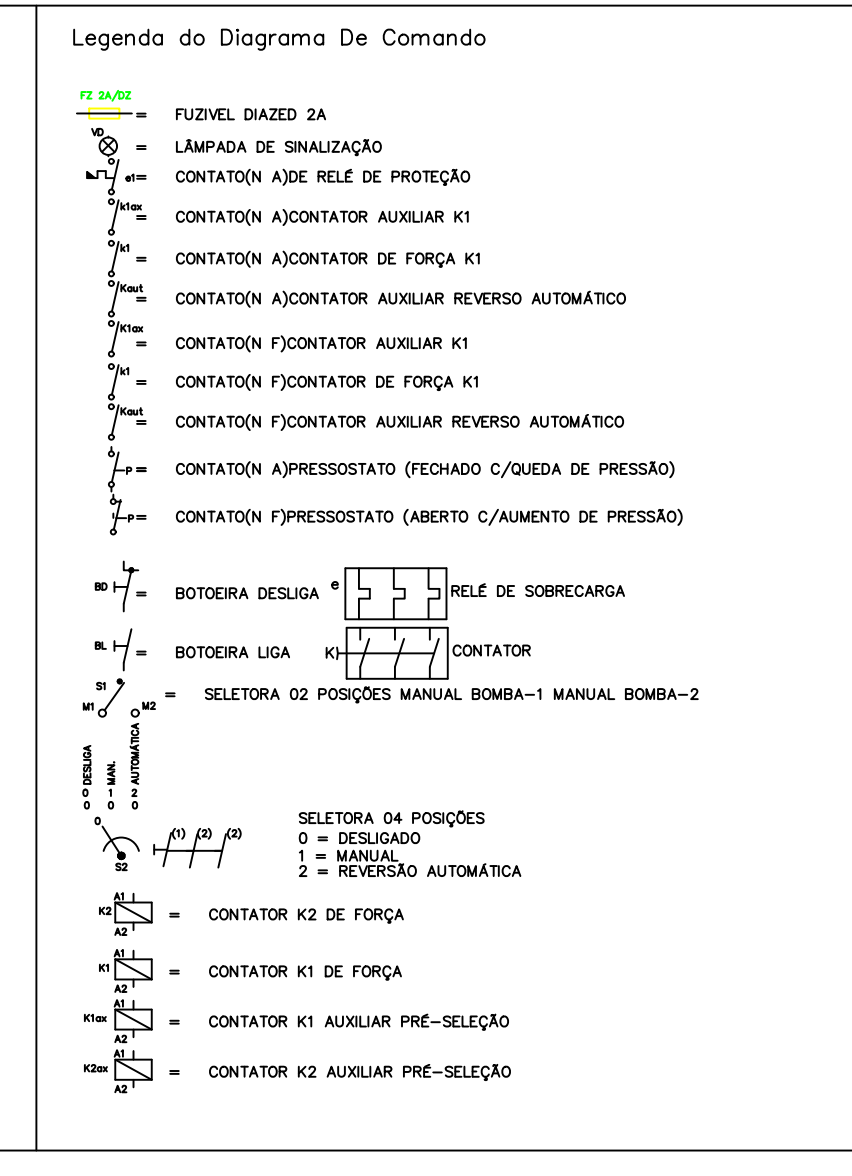 Legenda do Diagrama De Comando
FZ 2A/DZ
= FUZIVEL DIAZED 2A
VD
= LÂMPADA DE SINALIZAÇÃO
e1= CONTATO(N A)DE RELÉ DE PROTEÇÃO
k1ax
= CONTATO(N A)CONTATOR AUXILIAR K1
k1
= CONTATO(N A)CONTATOR DE FORÇA K1
Kaut
= CONTATO(N A)CONTATOR AUXILIAR REVERSO AUTOMÁTICO
K1ax
= CONTATO(N F)CONTATOR AUXILIAR K1
k1
= CONTATO(N F)CONTATOR DE FORÇA K1
Kaut
= CONTATO(N F)CONTATOR AUXILIAR REVERSO AUTOMÁTICO
P= CONTATO(N A)PRESSOSTATO (FECHADO C/QUEDA DE PRESSÃO)
P= CONTATO(N F)PRESSOSTATO (ABERTO C/AUMENTO DE PRESSÃO)
BD = BOTOEIRA DESLIGA e RELÉ DE SOBRECARGA
BL = BOTOEIRA LIGA K CONTATOR
S1
= SELETORA 02 POSIÇÕES MANUAL BOMBA-1 MANUAL BOMBA-2
M1 M2
DESLIGA MAN. AUTOMÁTICA
0 1 2
0 0 0
0
S2
(1) (2) (2)
SELETORA 04 POSIÇÕES
0 = DESLIGADO
1 = MANUAL
2 = REVERSÃO AUTOMÁTICA
A1
K2 = CONTATOR K2 DE FORÇA
A2
A1
K1 = CONTATOR K1 DE FORÇA
A2
A1
K1ax = CONTATOR K1 AUXILIAR PRÉ-SELEÇÃO
A2
A1
K2ax = CONTATOR K2 AUXILIAR PRÉ-SELEÇÃO
A2